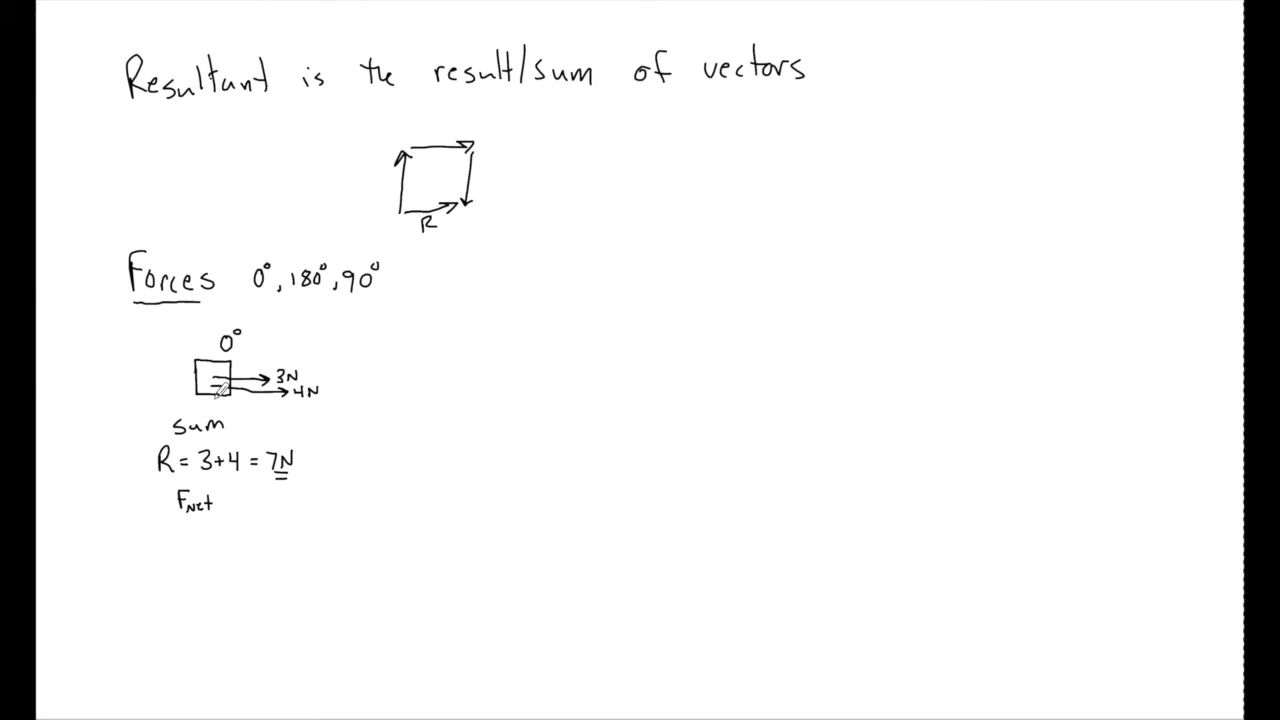 Resultant is the result/sum of vectors
R
Forces 0°, 180°, 90°
0°
3N
4N
sum
R = 3+4 = 7N
FNet